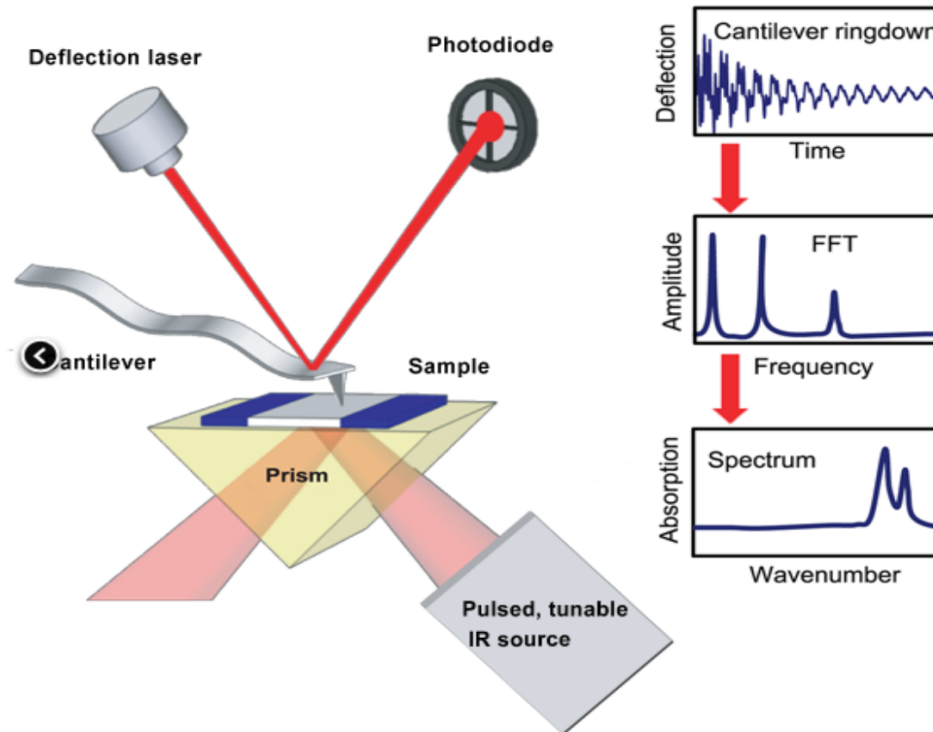 Deflection laser
Photodiode
antilever
Sample
Prism
Pulsed, tunable
IR source
Deflection
Cantilever ringdown
Time
Amplitude
FFT
Frequency
Absorption
Spectrum
Wavenumber